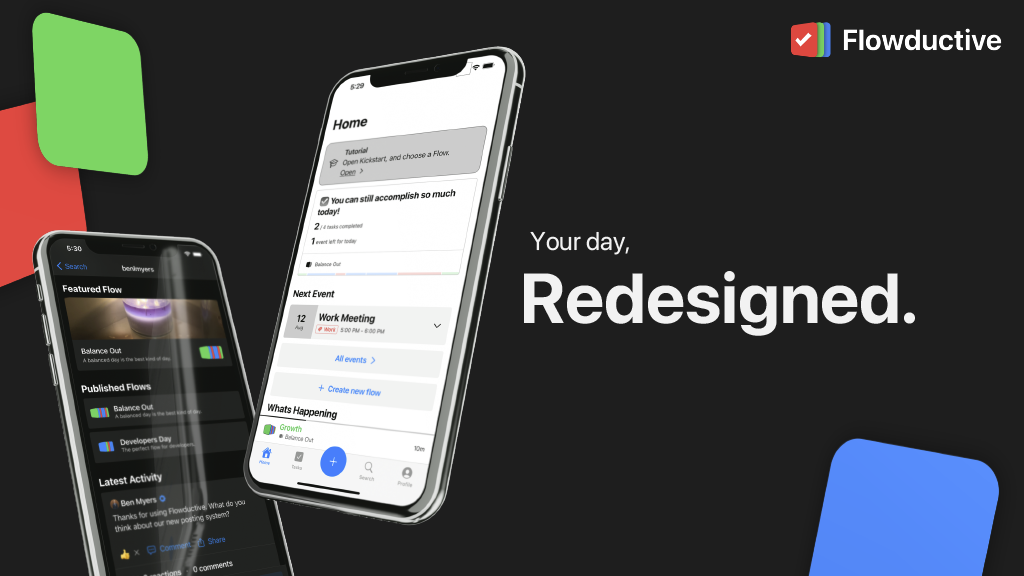 Flowductive
Your day,
Redesigned.
5:29
Home
Tutorial
Open Kickstart, and choose a Flow.
Open >
You can still accomplish so much
today!
2 / 4 tasks completed
1 event left for today
Balance Out
Next Event
12
Aug
Work Meeting
Work 5:00 PM - 6:00 PM
All events >
+ Create new flow
Whats Happening
Growth
Balance Out
10m
Home
Tasks
+
Search
Profile
5:30
< Search
benlmyers
Featured Flow
Balance Out
A balanced day is the best kind of day.
Published Flows
Balance Out
A balanced day is the best kind of day.
Developers Day
The perfect flow for developers.
Latest Activity
Ben Myers
Thanks for using Flowductive! What do you
think about our new posting system?
Comment
Share
reactions
0 comments